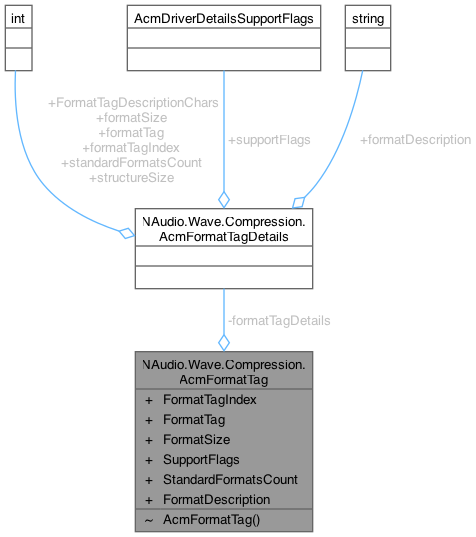 int
AcmDriverDetailsSupportFlags
string
+FormatTagDescriptionChars
+formatSize
+formatTag
+formatTagIndex
+standardFormatsCount
+structureSize
+supportFlags
+formatDescription
NAudio.Wave.Compression.
AcmFormatTagDetails
-formatTagDetails
NAudio.Wave.Compression.
AcmFormatTag
+ FormatTagIndex
+ FormatTag
+ FormatSize
+ SupportFlags
+ StandardFormatsCount
+ FormatDescription
~ AcmFormatTag()